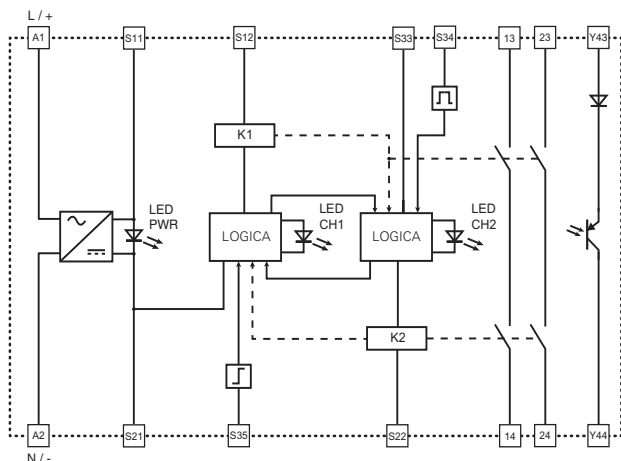 L / +
A1
S11
S12
S33
S34
13
23
Y43
K1
LED
PWR
LOGICA
LED
CH1
LOGICA
LED
CH2
K2
A2
S21
S35
S22
14
24
Y44
N / -